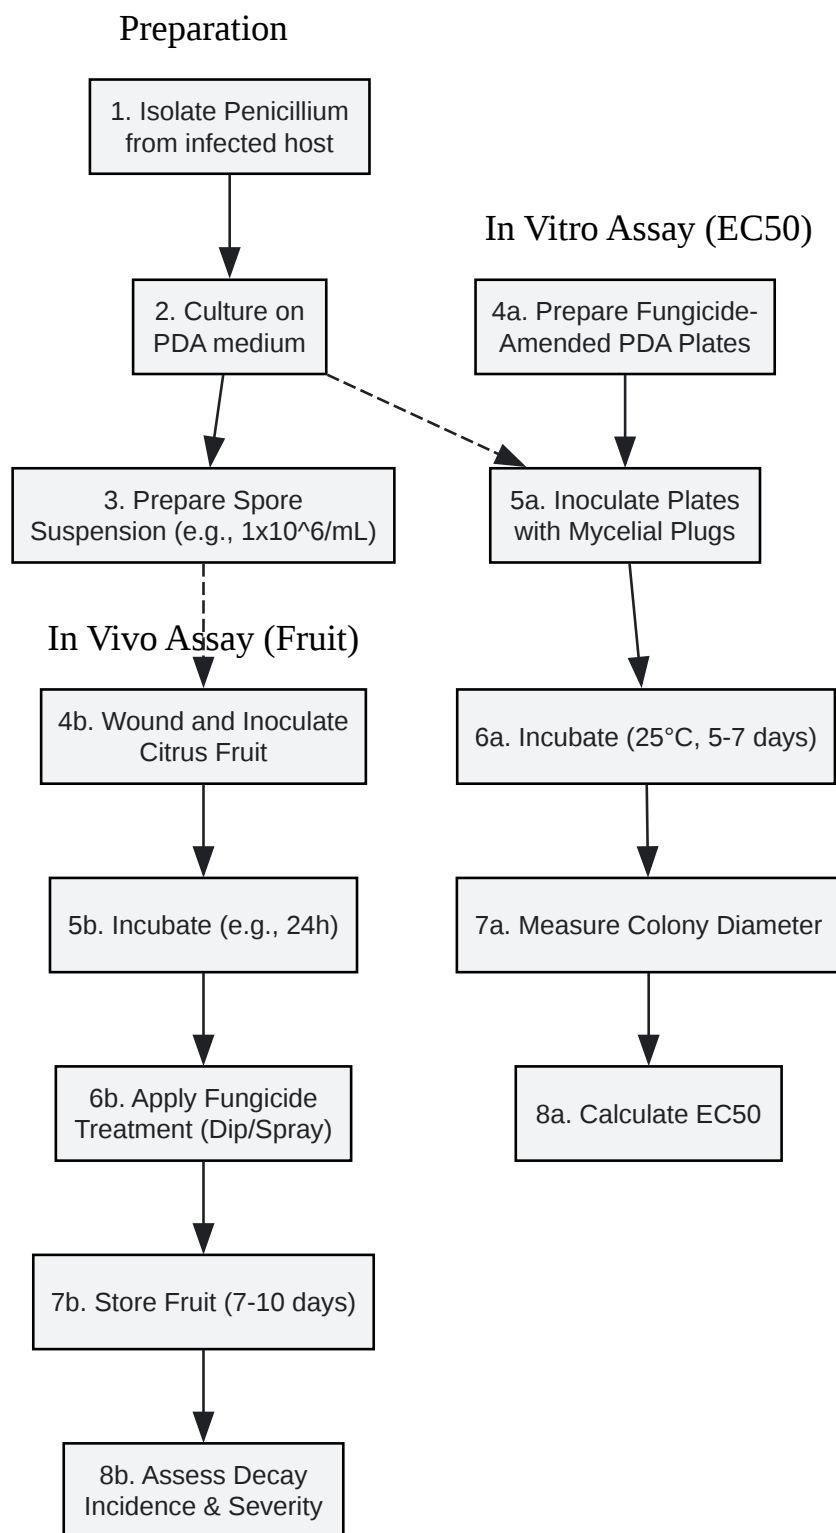 Preparation
1. Isolate Penicillium
from infected host
2. Culture on
PDA medium
3. Prepare Spore
Suspension (e.g., 1x10^6/mL)
In Vitro Assay (EC50)
4a. Prepare Fungicide-
Amended PDA Plates
5a. Inoculate Plates
with Mycelial Plugs
6a. Incubate (25°C, 5-7 days)
7a. Measure Colony Diameter
8a. Calculate EC50
In Vivo Assay (Fruit)
4b. Wound and Inoculate
Citrus Fruit
5b. Incubate (e.g., 24h)
6b. Apply Fungicide
Treatment (Dip/Spray)
7b. Store Fruit (7-10 days)
8b. Assess Decay
Incidence & Severity